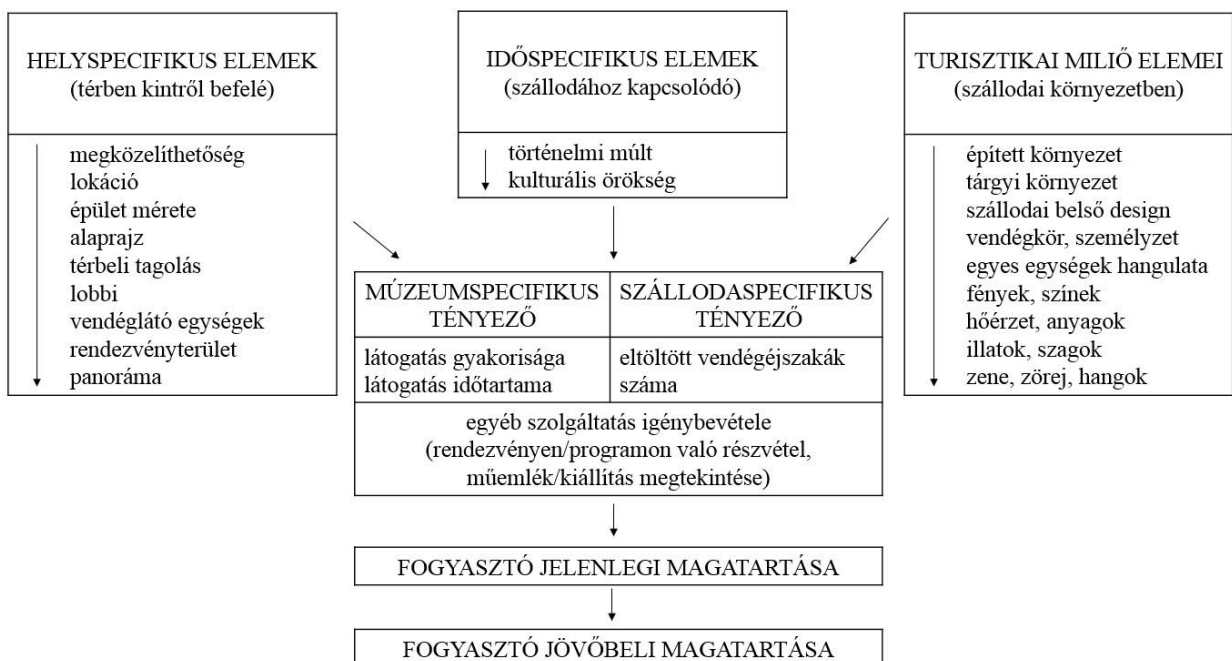 HELYSPECIFIKUS ELEMEK
(térben kintről befelé)
megközelíthetőség
lokáció
épület mérete
alaprajz
térbeli tagolás
lobbi
vendéglátó egységek
rendezvényterület
panoráma
IDŐSPECIFIKUS ELEMEK
(szállodához kapcsolódó)
történelmi múlt
kulturális örökség
TURISZTIKAI MILIŐ ELEMEI
(szállodai környezetben)
épített környezet
tárgyi környezet
szállodai belső design
vendégkör, személyzet
egyes egységek hangulata
fények, színek
hőérzet, anyagok
illatok, szagok
zene, zörej, hangok
MÚZEUMSPECIFIKUS
TÉNYEZŐ
látogatás gyakorisága
látogatás időtartama
SZÁLLODASPECIFIKUS
TÉNYEZŐ
eltöltött vendégéjszakák
száma
egyéb szolgáltatás igénybevétele
(rendezvényen/programon való részvétel,
műemlék/kiállítás megtekintése)
FOGYASZTÓ JELENLEGI MAGATARTÁSA
FOGYASZTÓ JÖVŐBELI MAGATARTÁSA